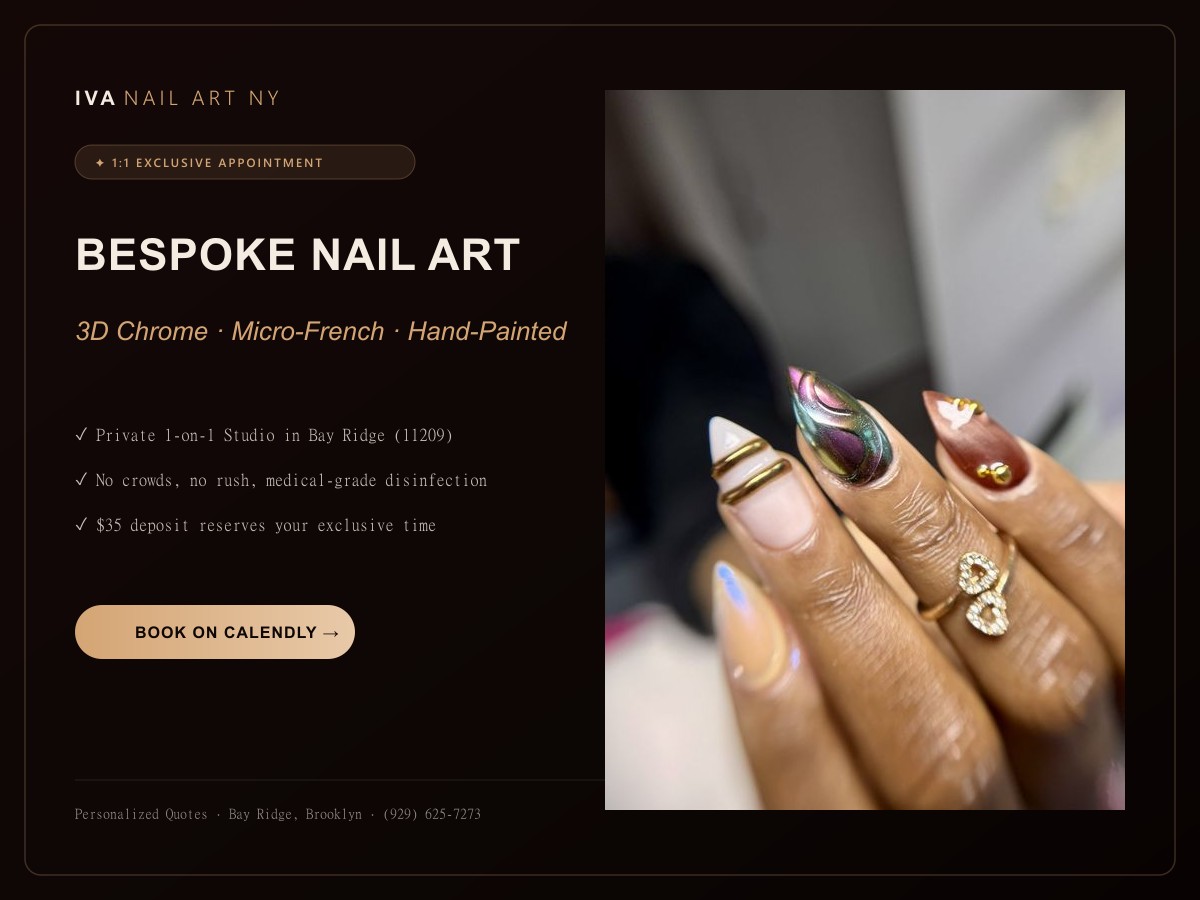 IVA NAIL ART NY
✦ 1:1 EXCLUSIVE APPOINTMENT
BESPOKE NAIL ART
3D Chrome · Micro-French · Hand-Painted
✓ Private 1-on-1 Studio in Bay Ridge (11209)
✓ No crowds, no rush, medical-grade disinfection
✓ $35 deposit reserves your exclusive time
BOOK ON CALENDLY →
Personalized Quotes · Bay Ridge, Brooklyn · (929) 625-7273